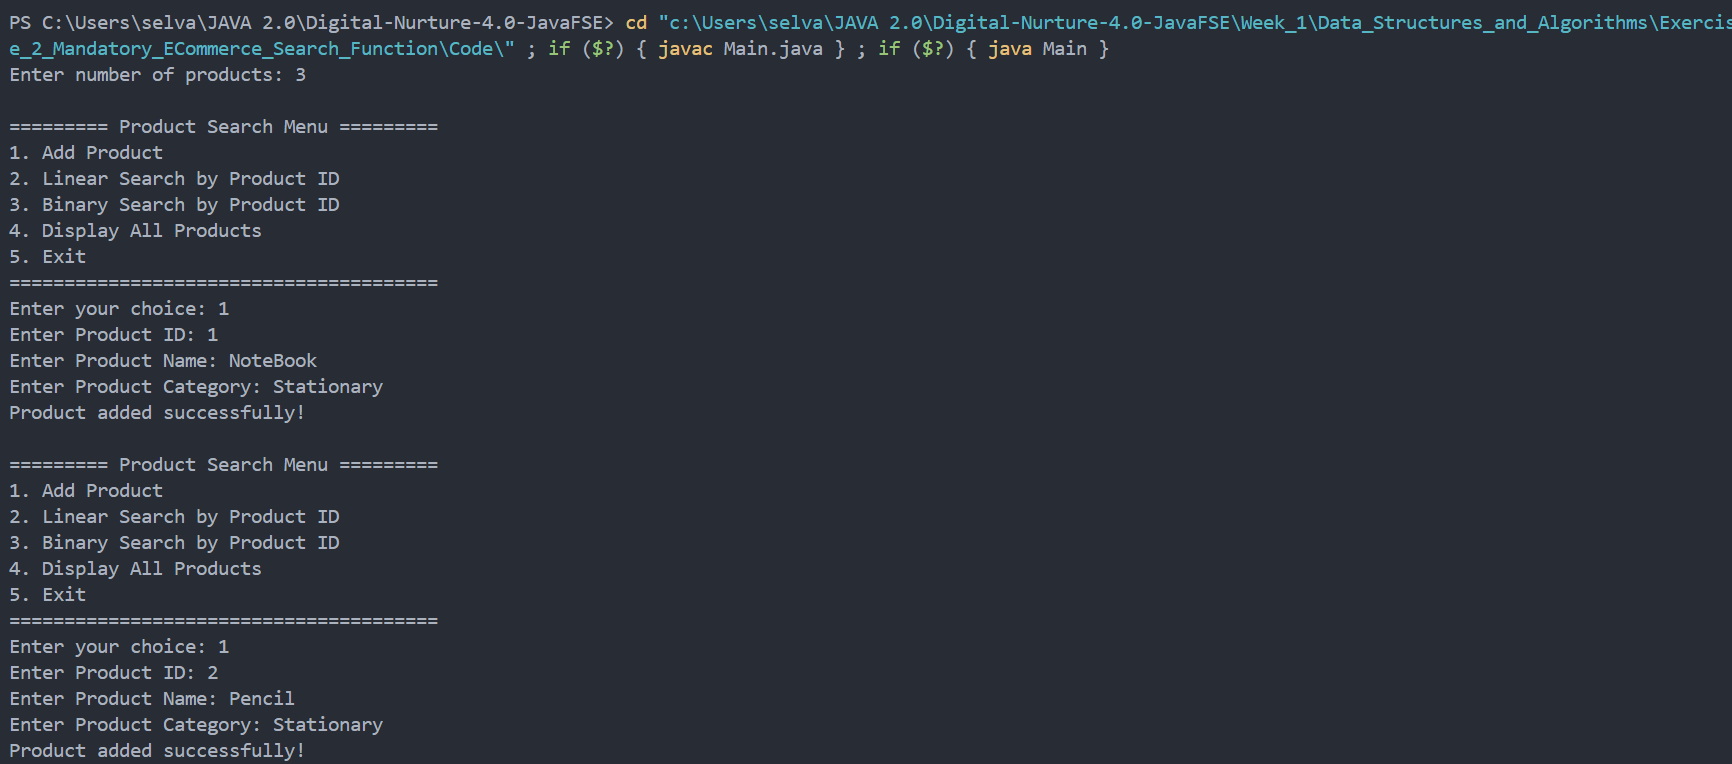 PS C:\Users\selva\JAVA 2.0\Digital-Nurture-4.0-JavaFSE> cd "c:\Users\selva\JAVA 2.0\Digital-Nurture-4.0-JavaFSE\Week_1\Data_Structures_and_Algorithms\Exercis
e_2_Mandatory_ECommerce_Search_Function\Code\" ; if ($?) { javac Main.java } ; if ($?) { java Main }
Enter number of products: 3

========= Product Search Menu =========
1. Add Product
2. Linear Search by Product ID
3. Binary Search by Product ID
4. Display All Products
5. Exit
=======================================
Enter your choice: 1
Enter Product ID: 1
Enter Product Name: NoteBook
Enter Product Category: Stationary
Product added successfully!

========= Product Search Menu =========
1. Add Product
2. Linear Search by Product ID
3. Binary Search by Product ID
4. Display All Products
5. Exit
=======================================
Enter your choice: 1
Enter Product ID: 2
Enter Product Name: Pencil
Enter Product Category: Stationary
Product added successfully!